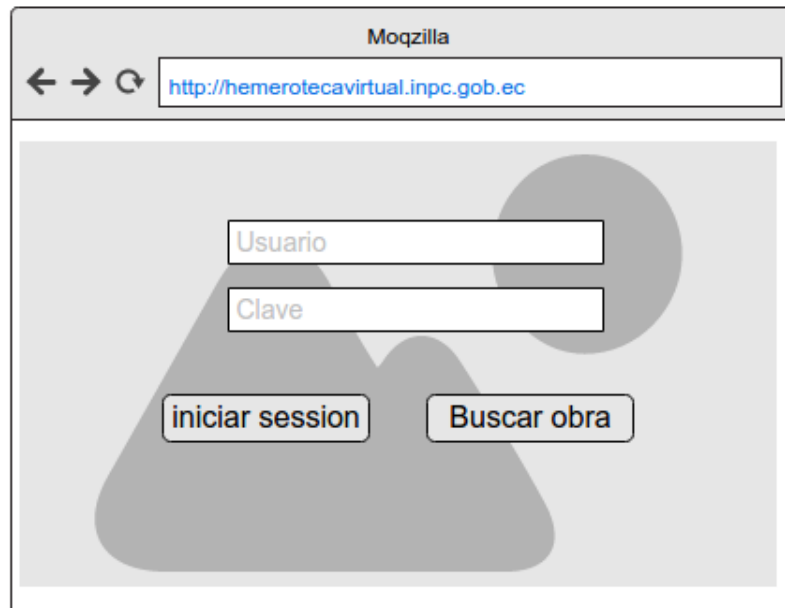 Moqzilla
http://hemerotecavirtual.inpc.gob.ec
Usuario
Clave
iniciar session
Buscar obra